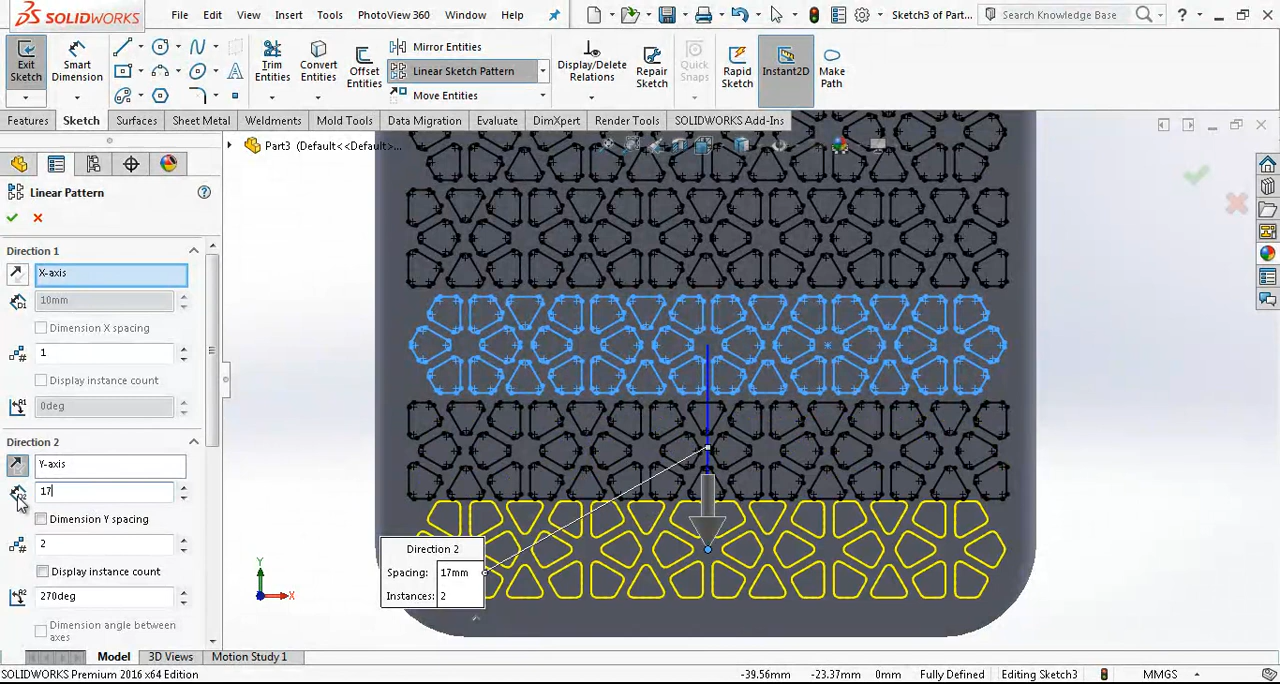 SOLIDWORKS File Edit View Insert Tools PhotoView 360 Window Help Sketch3 of Part... Search Knowledge Base ?
Exit Sketch
Smart Dimension
Trim Entities
Convert Entities
Offset Entities
Mirror Entities
Linear Sketch Pattern
Move Entities
Display/Delete Relations
Repair Sketch
Quick Snaps
Rapid Sketch
Instant2D
Make Path
Features Sketch Surfaces Sheet Metal Weldments Mold Tools Data Migration Evaluate DimXpert Render Tools SOLIDWORKS Add-Ins
Part3 (Default<<Default>...
Linear Pattern ?
Direction 1
X-axis
10mm
Dimension X spacing
1
Display instance count
0deg
Direction 2
Y-axis
17
Dimension Y spacing
2
Display instance count
270deg
Dimension angle between axes
Direction 2
Spacing: 17mm
Instances: 2
Y
X
Model 3D Views Motion Study 1
SOLIDWORKS Premium 2016 x64 Edition -39.56mm -23.37mm 0mm Fully Defined Editing Sketch3 MMGS